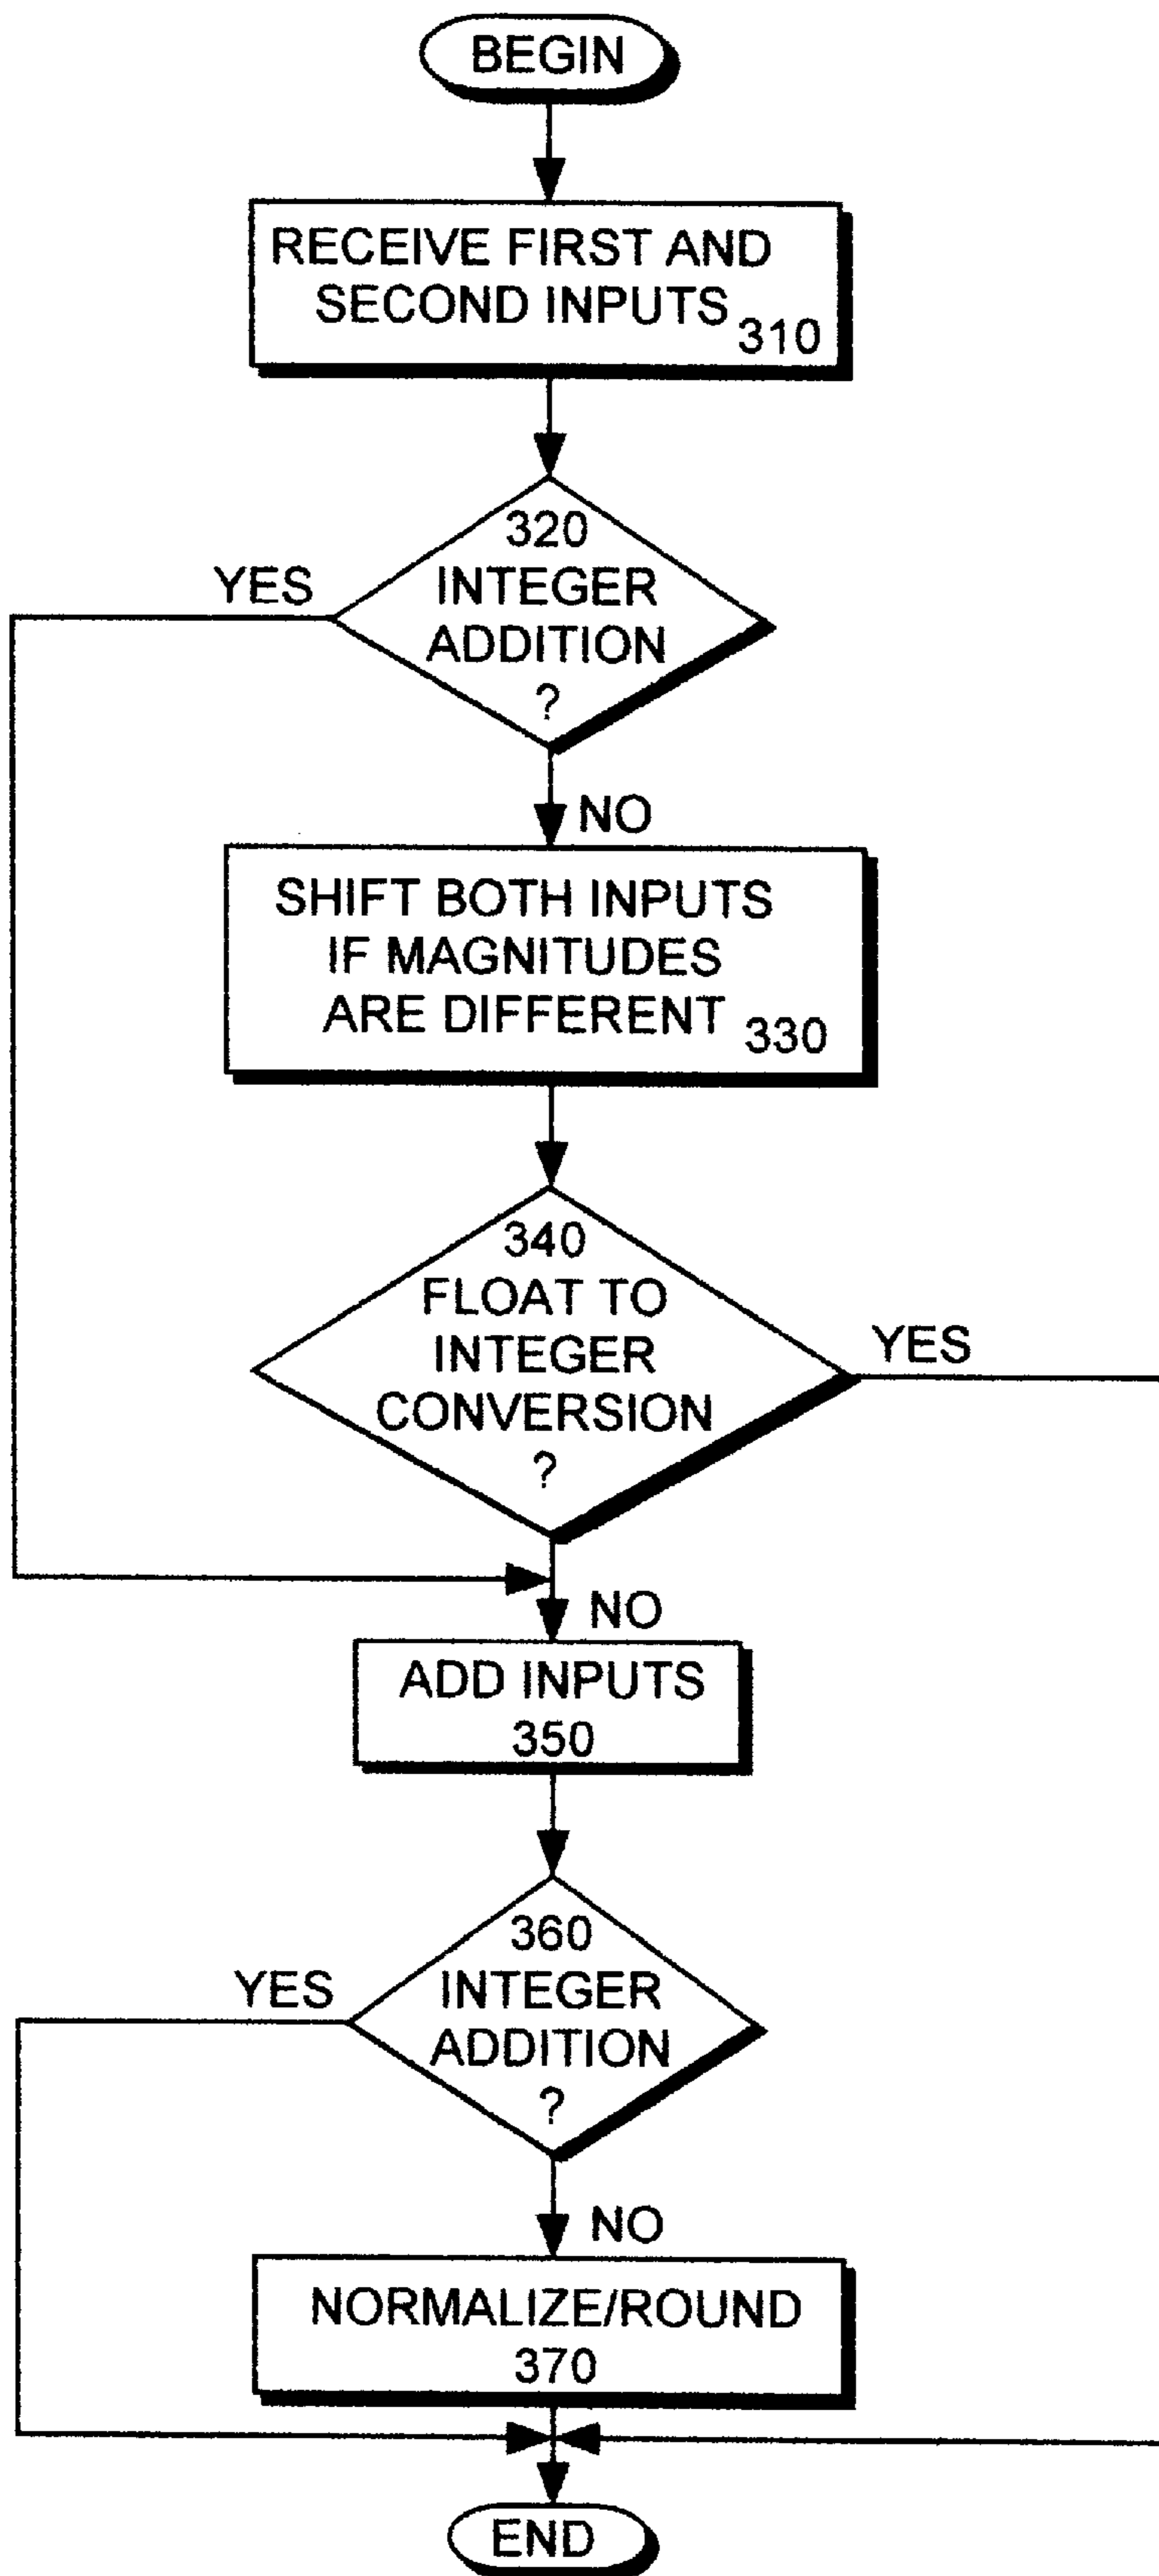 BEGIN
RECEIVE FIRST AND
SECOND INPUTS 310
320
YES
INTEGER
ADDITION
?
NO
SHIFT BOTH INPUTS
IF MAGNITUDES
ARE DIFFERENT 330
340
FLOAT TO
INTEGER
YES
CONVERSION
?
NO
ADD INPUTS
350
360
YES
INTEGER
ADDITION
?
NO
NORMALIZE/ROUND
370
END